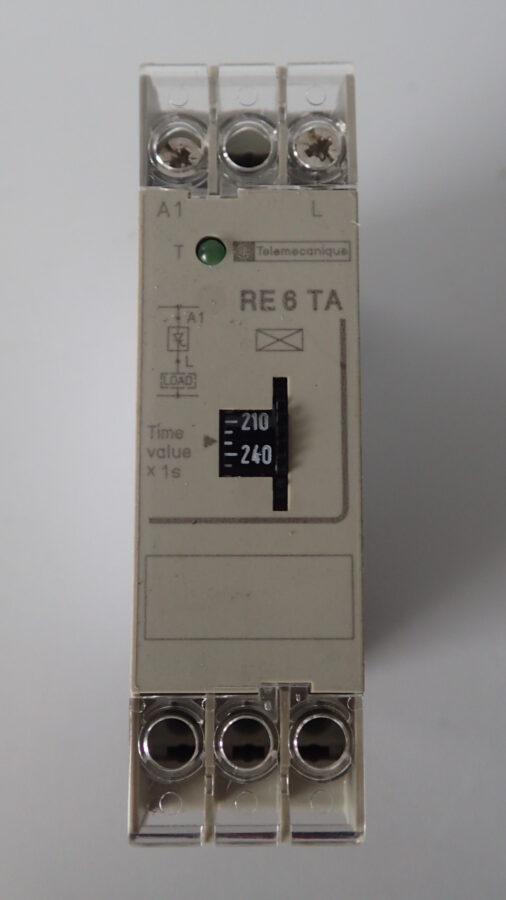 A1 L
T Telemecanique
RE 6 TA
A1
L
LOAD
210
Time
value
x 1s
240